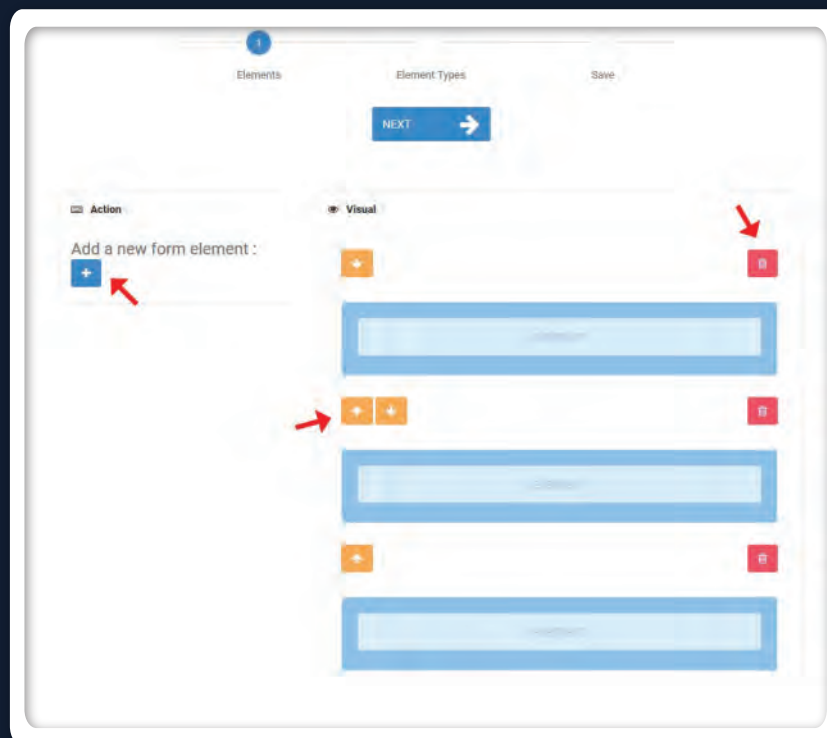 1
Elements
Element Types
Save
NEXT
Action
Visual
Add a new form element :